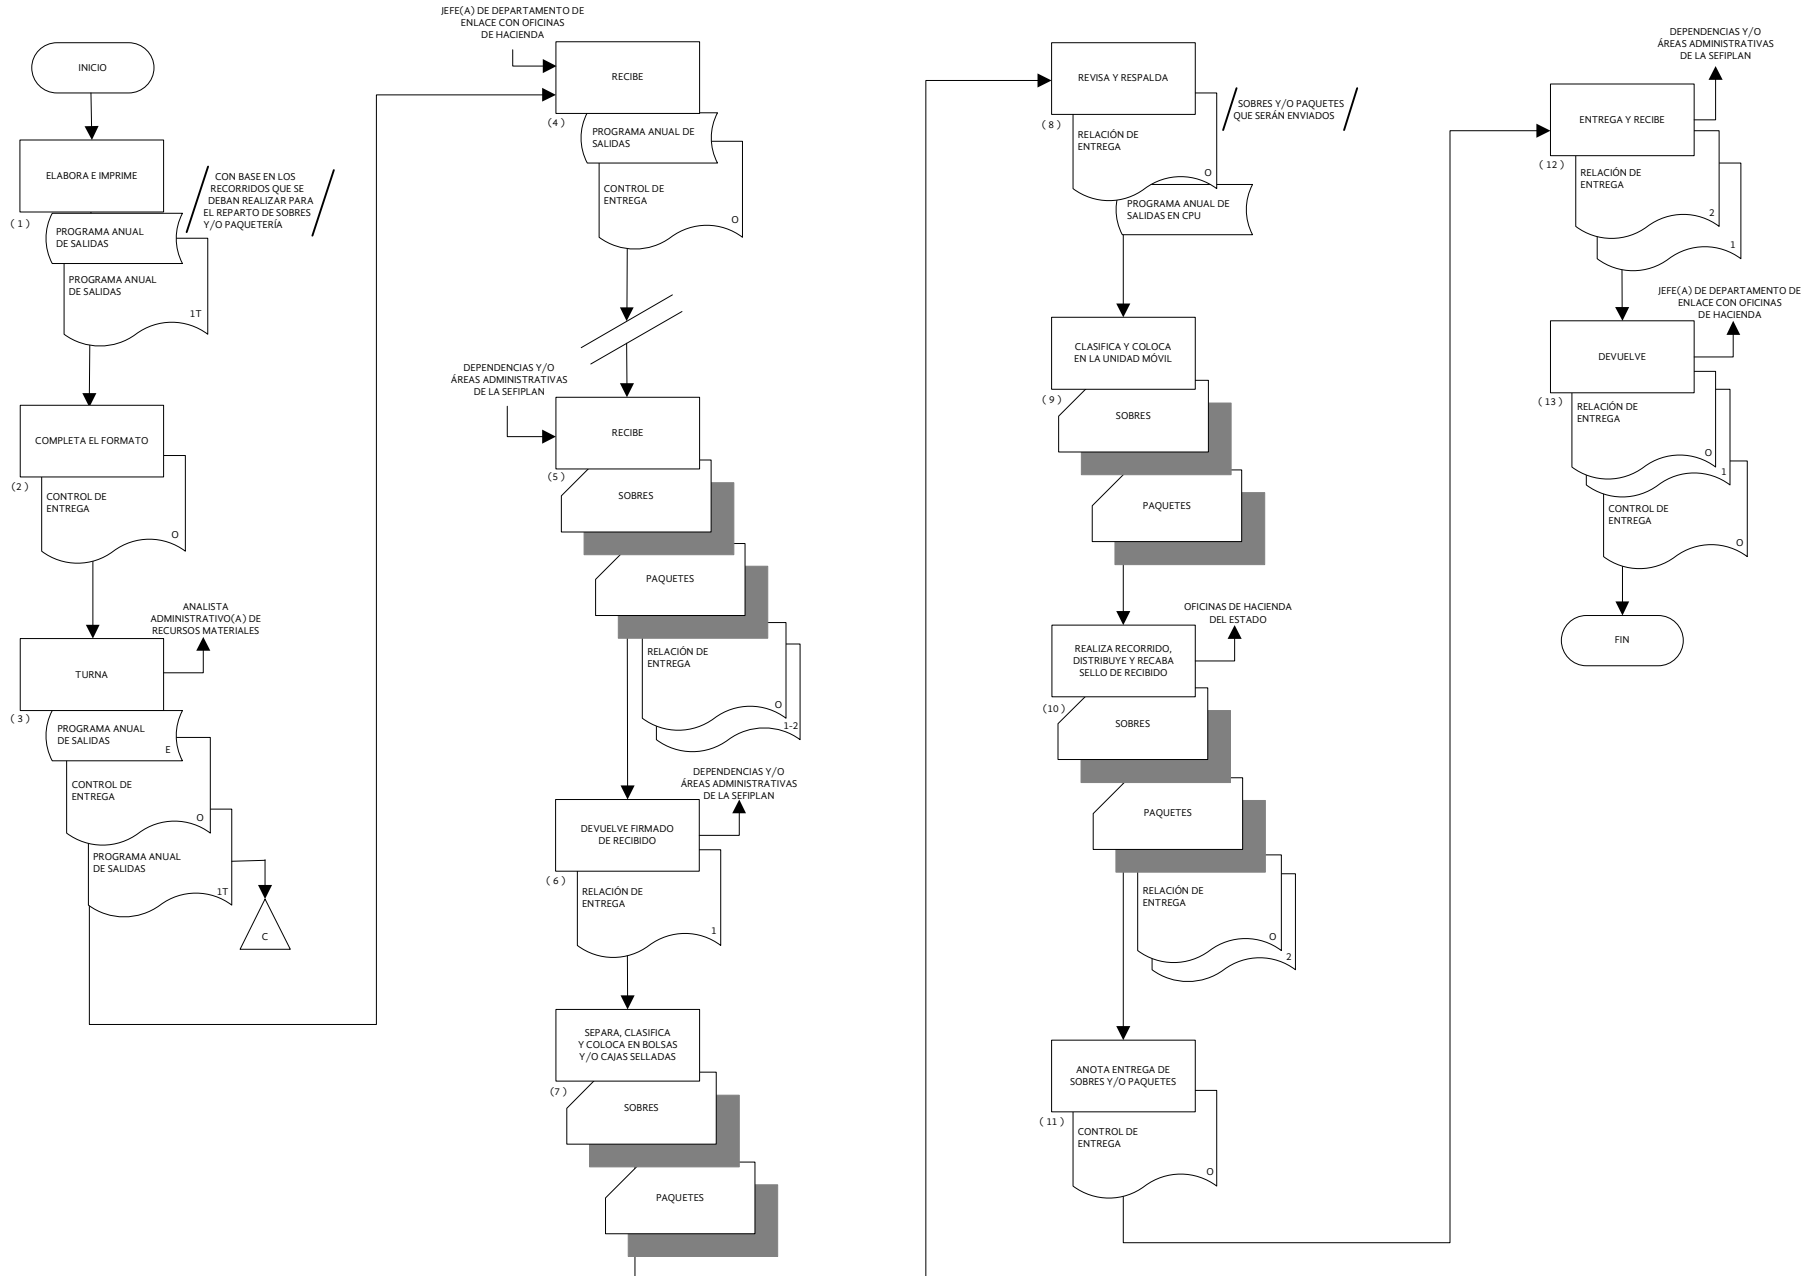 INICIO
ELABORA E IMPRIME
(1)
CON BASE EN LOS
RECORRIDOS QUE SE
DEBAN REALIZAR PARA
EL REPARTO DE SOBRES
Y/O PAQUETERÍA
PROGRAMA ANUAL
DE SALIDAS
PROGRAMA ANUAL
DE SALIDAS
1T
COMPLETA EL FORMATO
(2)
CONTROL DE
ENTREGA
O
ANALISTA
ADMINISTRATIVO(A) DE
RECURSOS MATERIALES
TURNA
(3)
PROGRAMA ANUAL
DE SALIDAS
E
CONTROL DE
ENTREGA
O
PROGRAMA ANUAL
DE SALIDAS
1T
C
JEFE(A) DE DEPARTAMENTO DE
ENLACE CON OFICINAS
DE HACIENDA
RECIBE
(4)
PROGRAMA ANUAL DE
SALIDAS
CONTROL DE
ENTREGA
O
DEPENDENCIAS Y/O
ÁREAS ADMINISTRATIVAS
DE LA SEFIPLAN
RECIBE
(5)
SOBRES
PAQUETES
RELACIÓN DE
ENTREGA
O
1-2
DEPENDENCIAS Y/O
ÁREAS ADMINISTRATIVAS
DE LA SEFIPLAN
DEVUELVE FIRMADO
DE RECIBIDO
(6)
RELACIÓN DE
ENTREGA
1
SEPARA, CLASIFICA
Y COLOCA EN BOLSAS
Y/O CAJAS SELLADAS
(7)
SOBRES
PAQUETES
REVISA Y RESPALDA
(8)
SOBRES Y/O PAQUETES
QUE SERÁN ENVIADOS
RELACIÓN DE
ENTREGA
O
PROGRAMA ANUAL DE
SALIDAS EN CPU
CLASIFICA Y COLOCA
EN LA UNIDAD MÓVIL
(9)
SOBRES
PAQUETES
OFICINAS DE HACIENDA
DEL ESTADO
REALIZA RECORRIDO,
DISTRIBUYE Y RECABA
SELLO DE RECIBIDO
(10)
SOBRES
PAQUETES
RELACIÓN DE
ENTREGA
O
2
ANOTA ENTREGA DE
SOBRES Y/O PAQUETES
(11)
CONTROL DE
ENTREGA
O
DEPENDENCIAS Y/O
ÁREAS ADMINISTRATIVAS
DE LA SEFIPLAN
ENTREGA Y RECIBE
(12)
RELACIÓN DE
ENTREGA
2
1
JEFE(A) DE DEPARTAMENTO DE
ENLACE CON OFICINAS
DE HACIENDA
DEVUELVE
(13)
RELACIÓN DE
ENTREGA
O
1
CONTROL DE
ENTREGA
O
FIN